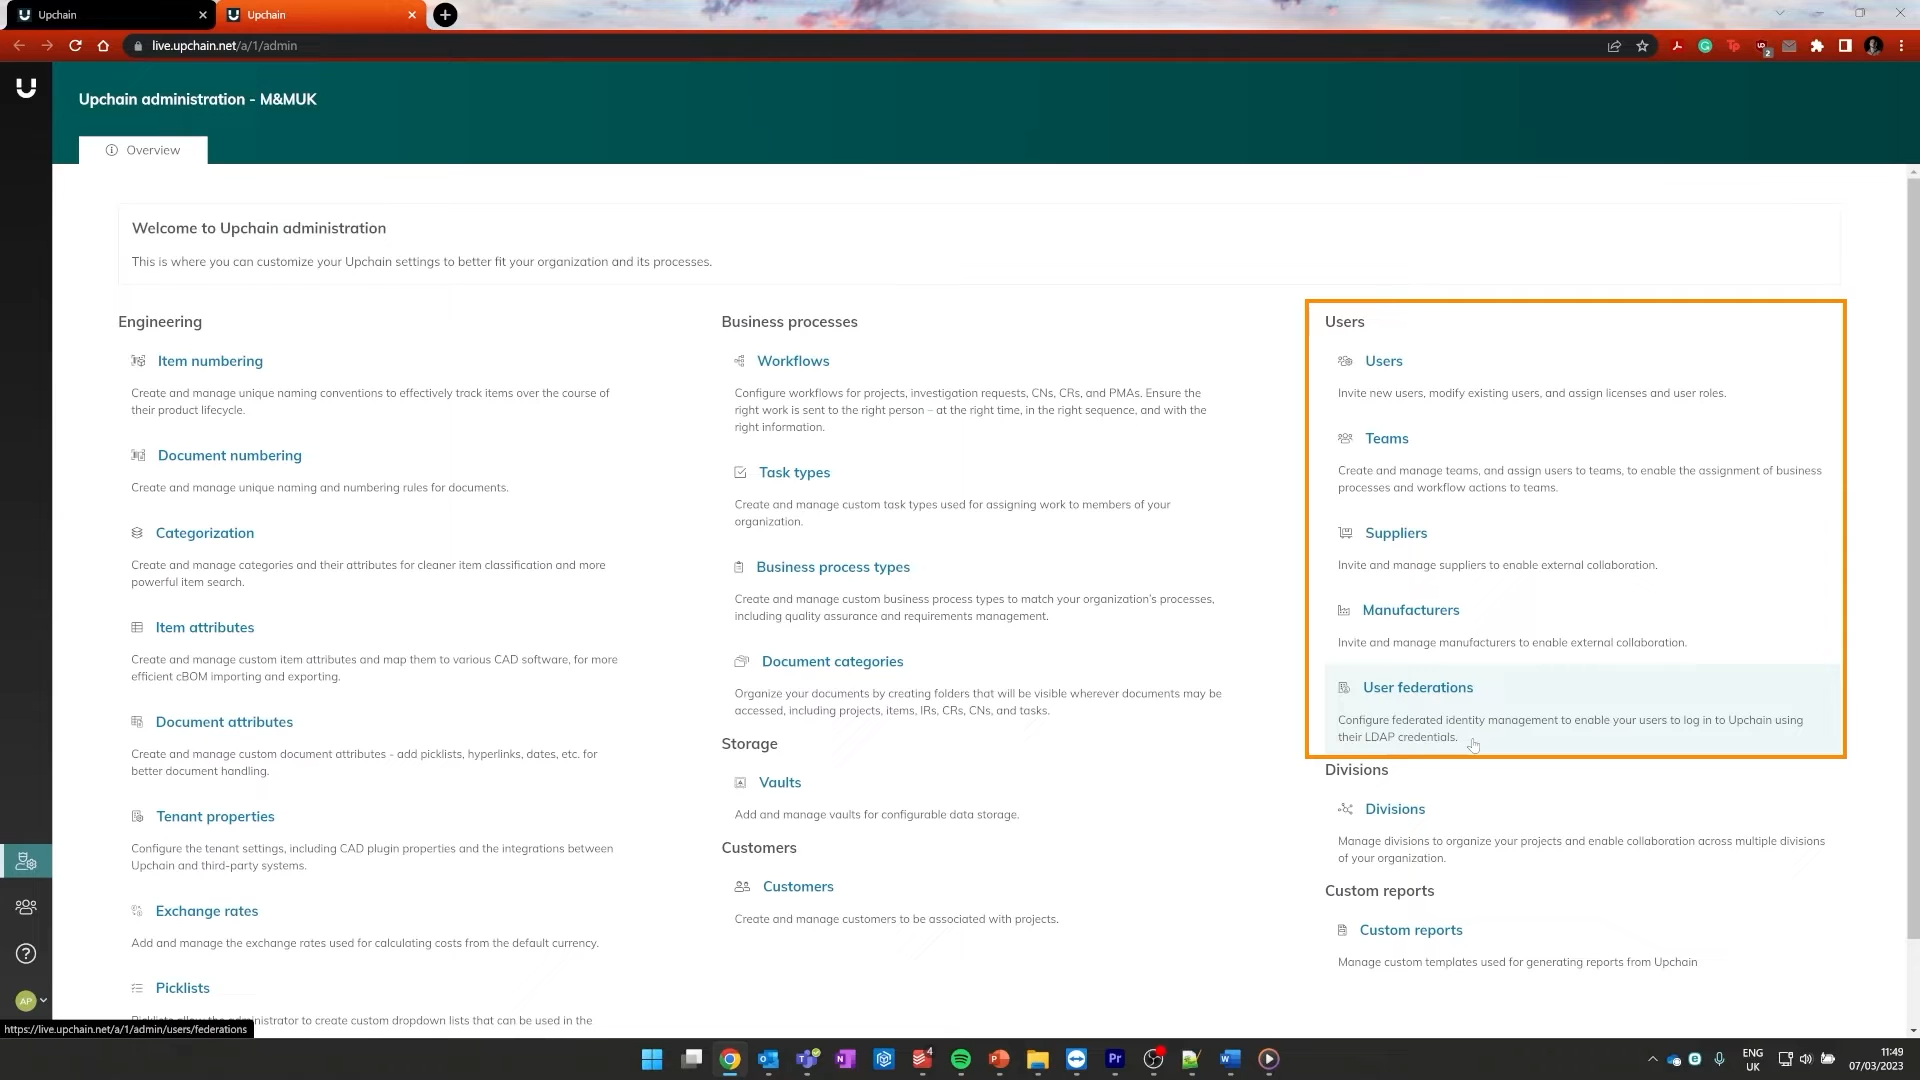 Upchain
Upchain
live.upchain.net/a/1/admin
2
Upchain administration - M&MUK
Overview
Welcome to Upchain administration
This is where you can customize your Upchain settings to better fit your organization and its processes.
Engineering
Item numbering
Create and manage unique naming conventions to effectively track items over the course of
their product lifecycle.
Document numbering
Create and manage unique naming and numbering rules for documents.
Categorization
Create and manage categories and their attributes for cleaner item classification and more
powerful item search.
Item attributes
Create and manage custom item attributes and map them to various CAD software, for more
efficient cBOM importing and exporting.
Document attributes
Create and manage custom document attributes - add picklists, hyperlinks, dates, etc. for
better document handling.
Tenant properties
Configure the tenant settings, including CAD plugin properties and the integrations between
Upchain and third-party systems.
Exchange rates
Add and manage the exchange rates used for calculating costs from the default currency.
Picklists
Picklists allow the administrator to create custom dropdown lists that can be used in the
Business processes
Workflows
Configure workflows for projects, investigation requests, CNs, CRs, and PMAs. Ensure the
right work is sent to the right person – at the right time, in the right sequence, and with the
right information.
Task types
Create and manage custom task types used for assigning work to members of your
organization.
Business process types
Create and manage custom business process types to match your organization's processes,
including quality assurance and requirements management.
Document categories
Organize your documents by creating folders that will be visible wherever documents may be
accessed, including projects, items, IRs, CRs, CNs, and tasks.
Storage
Vaults
Add and manage vaults for configurable data storage.
Customers
Customers
Create and manage customers to be associated with projects.
Users
Users
Invite new users, modify existing users, and assign licenses and user roles.
Teams
Create and manage teams, and assign users to teams, to enable the assignment of business
processes and workflow actions to teams.
Suppliers
Invite and manage suppliers to enable external collaboration.
Manufacturers
Invite and manage manufacturers to enable external collaboration.
User federations
Configure federated identity management to enable your users to log in to Upchain using
their LDAP credentials.
Divisions
Divisions
Manage divisions to organize your projects and enable collaboration across multiple divisions
of your organization.
Custom reports
Custom reports
Manage custom templates used for generating reports from Upchain
AP
https://live.upchain.net/a/1/admin/users/federations
4
Pr
ENG
UK
11:49
07/03/2023